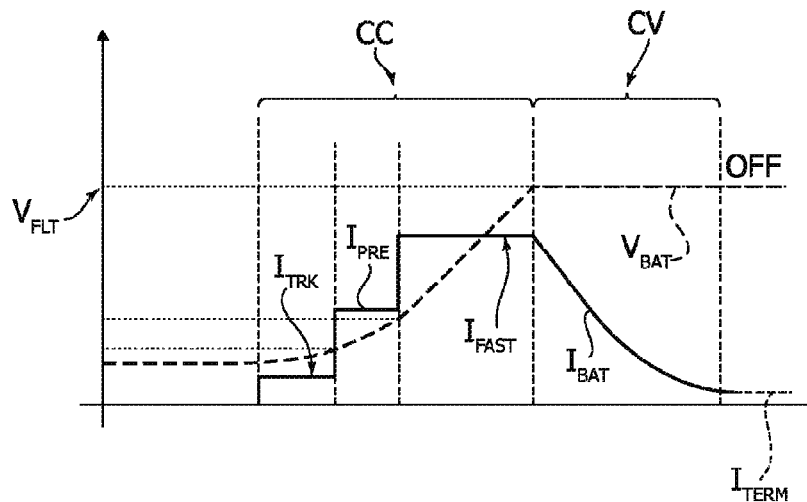 CC
CV
OFF
V_FLT
V_BAT
I_PRE
I_TRK
I_FAST
I_BAT
I_TERM